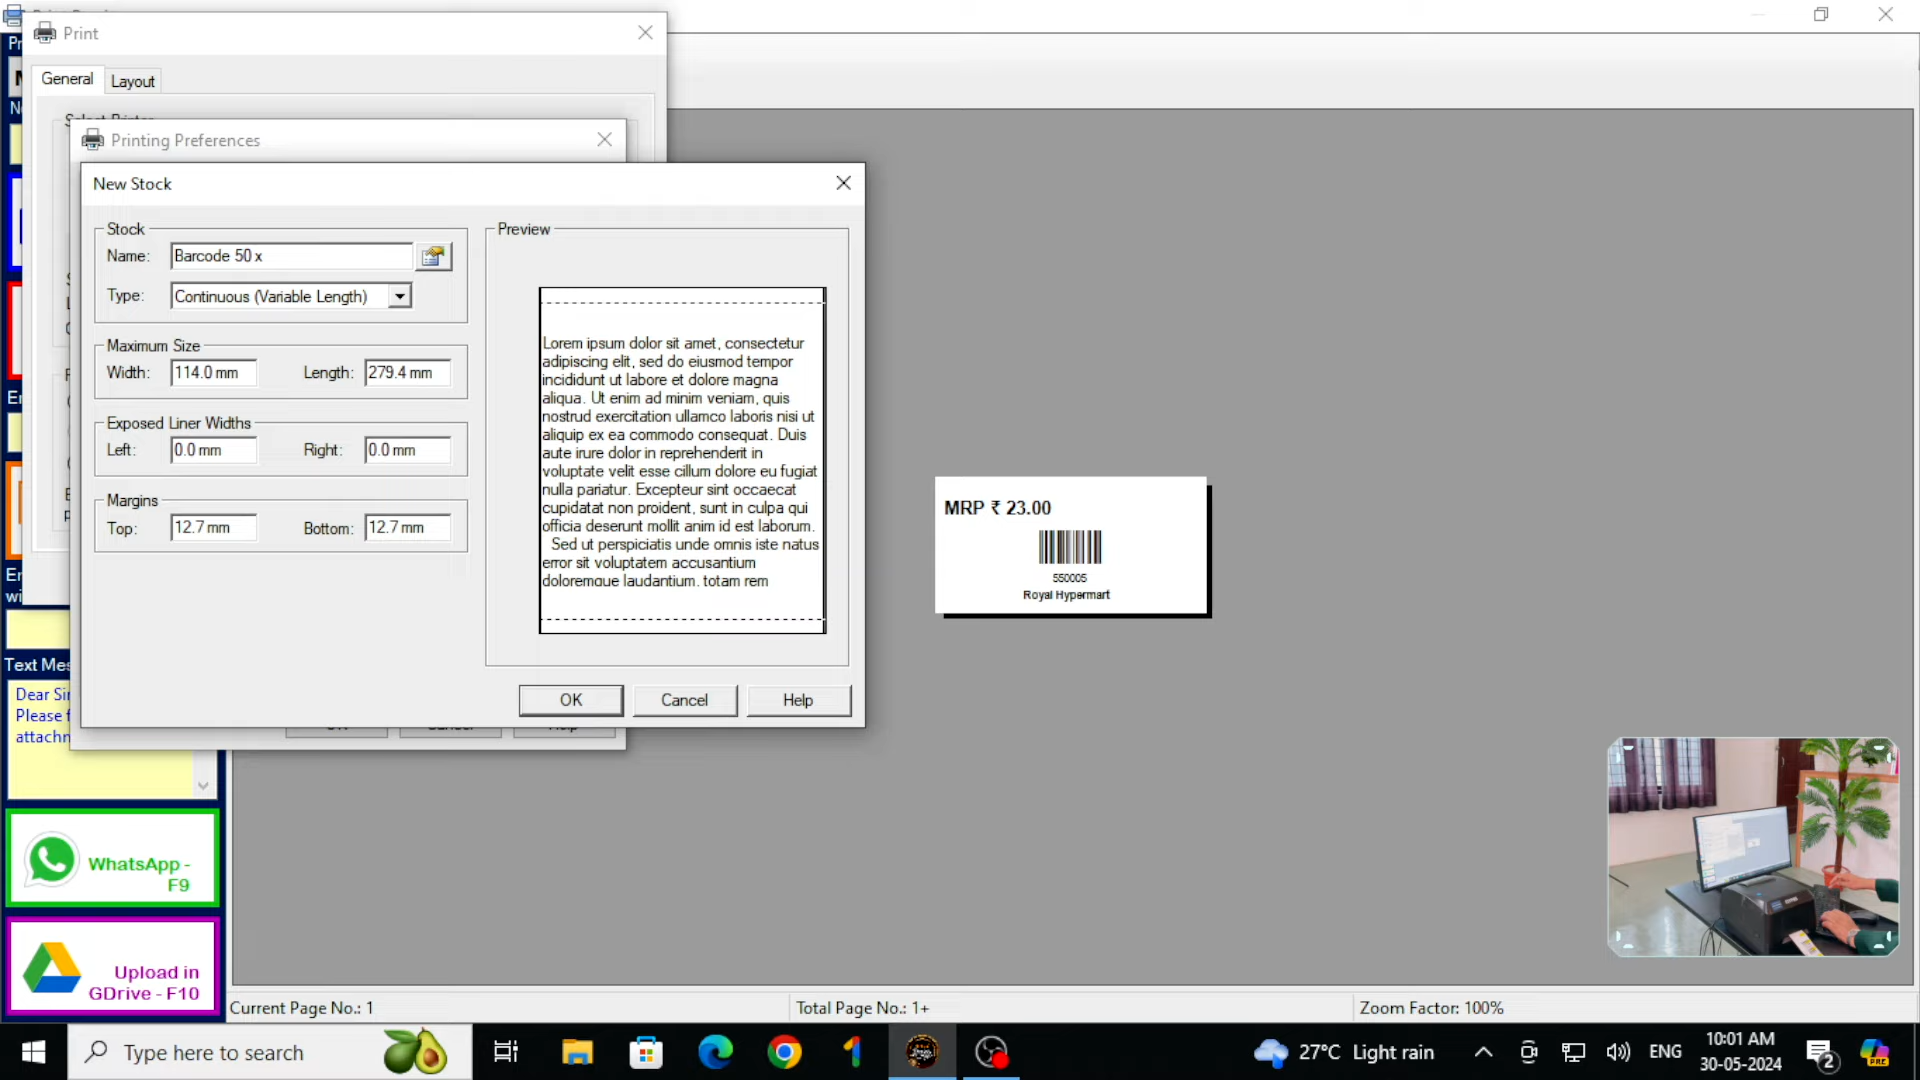 Print
General
Layout
Printing Preferences
New Stock
Stock
Name:
Barcode 50 x
Type:
Continuous (Variable Length)
Maximum Size
Width:
114.0 mm
Length:
279.4 mm
Exposed Liner Widths
Left:
0.0 mm
Right:
0.0 mm
Margins
Top:
12.7 mm
Bottom:
12.7 mm
Preview
Lorem ipsum dolor sit amet, consectetur
adipiscing elit, sed do eiusmod tempor
incididunt ut labore et dolore magna
aliqua. Ut enim ad minim veniam, quis
nostrud exercitation ullamco laboris nisi ut
aliquip ex ea commodo consequat. Duis
aute irure dolor in reprehenderit in
voluptate velit esse cillum dolore eu fugiat
nulla pariatur. Excepteur sint occaecat
cupidatat non proident, sunt in culpa qui
officia deserunt mollit anim id est laborum.
Sed ut perspiciatis unde omnis iste natus
error sit voluptatem accusantium
doloremque laudantium, totam rem
OK
Cancel
Help
MRP ₹ 23.00
550005
Royal Hypermart
Text Mes
Dear Sir
Please f
attachm
WhatsApp -
F9
Upload in
GDrive - F10
Current Page No.: 1
Total Page No.: 1+
Zoom Factor: 100%
Type here to search
27°C Light rain
ENG
10:01 AM
30-05-2024
2
PRE